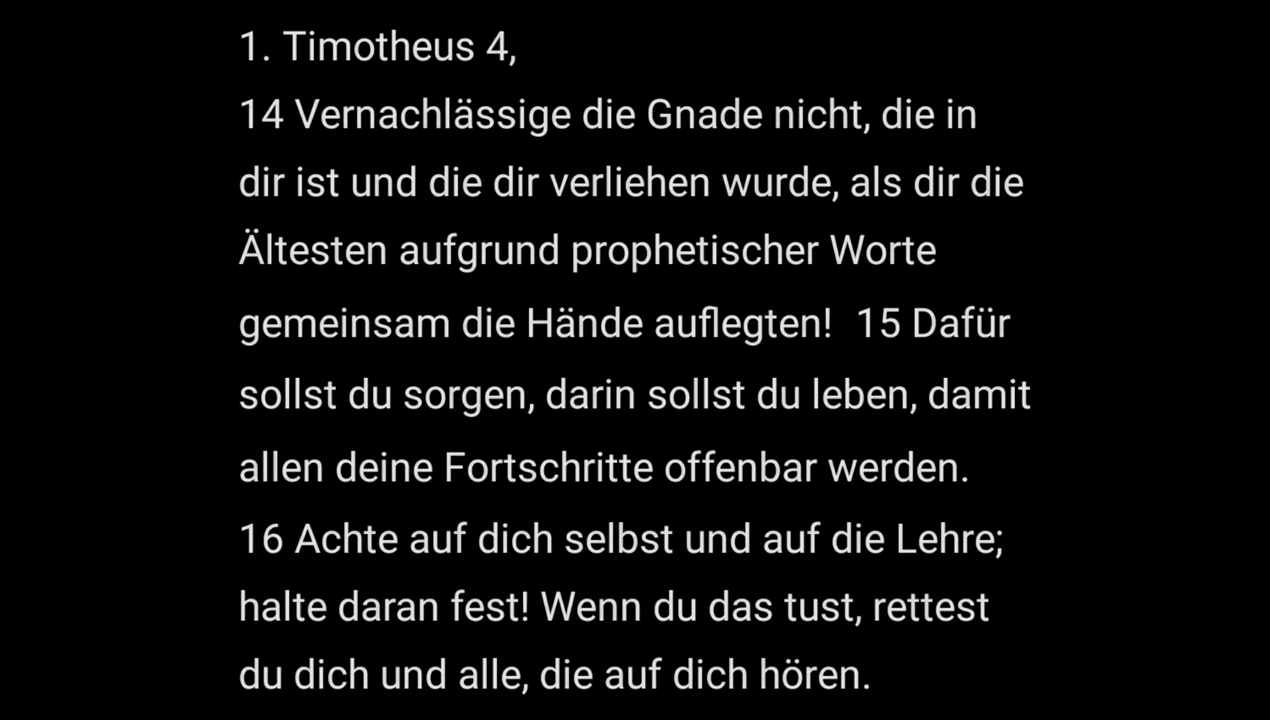 1. Timotheus 4,
14 Vernachlässige die Gnade nicht, die in
dir ist und die dir verliehen wurde, als dir die
Ältesten aufgrund prophetischer Worte
gemeinsam die Hände auflegten!  15 Dafür
sollst du sorgen, darin sollst du leben, damit
allen deine Fortschritte offenbar werden.
16 Achte auf dich selbst und auf die Lehre;
halte daran fest! Wenn du das tust, rettest
du dich und alle, die auf dich hören.